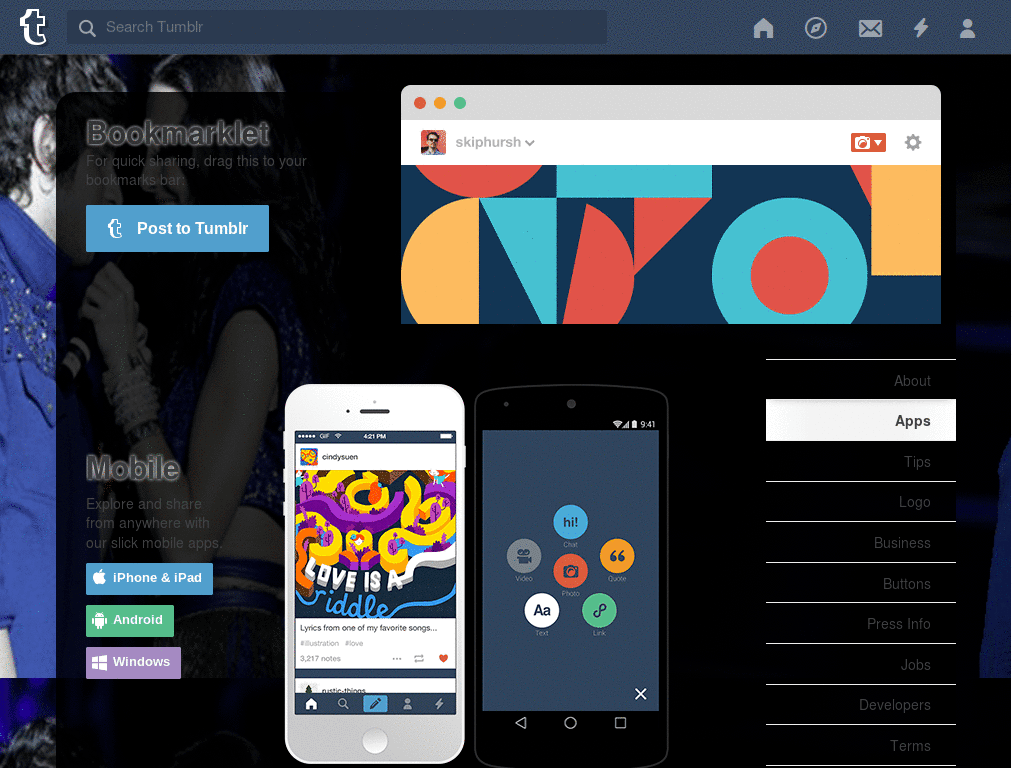 Search Tumblr
Bookmarklet
For quick sharing, drag this to your
bookmarks bar:
Post to Tumblr
skiphursh
Mobile
Explore and share
from anywhere with
our slick mobile apps.
iPhone & iPad
Android
Windows
GIF
4:21 PM
cindysuen
LOVE IS A
riddle
Lyrics from one of my favorite songs...
#illustration #love
3,217 notes
rustic-things
9:41
hi!
Chat
Video
Quote
Photo
Aa
Text
Link
About
Apps
Tips
Logo
Business
Buttons
Press Info
Jobs
Developers
Terms